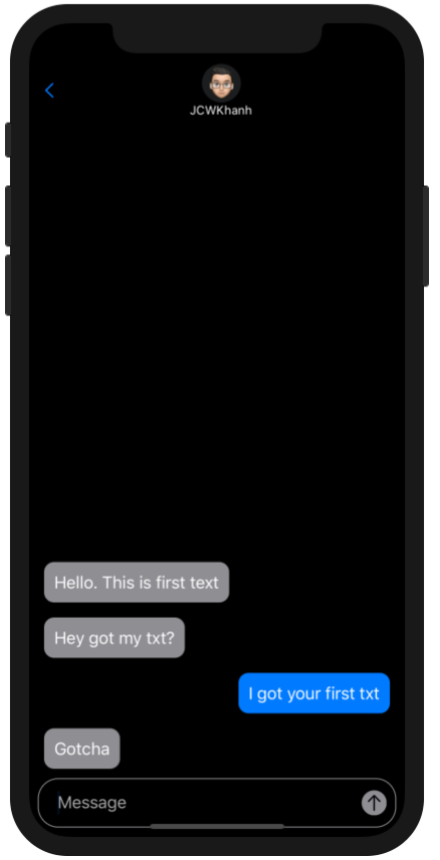 JCWKhanh
Hello. This is first text
Hey got my txt?
I got your first txt
Gotcha
Message